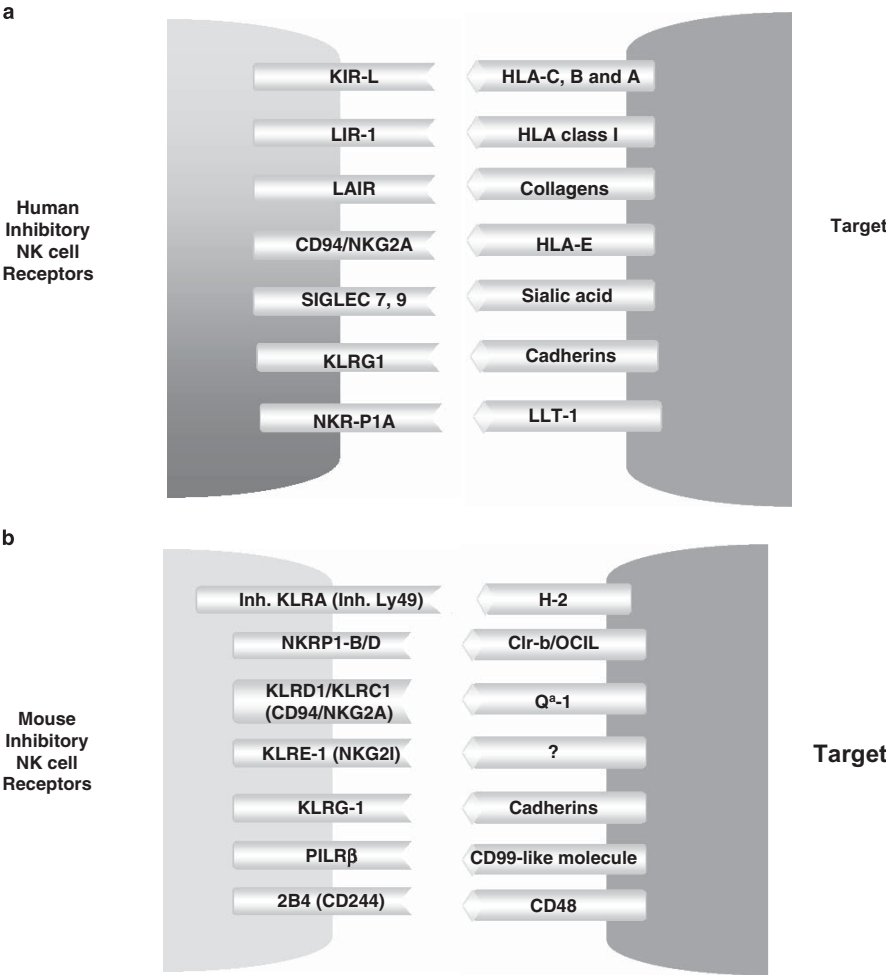 a
KIR-L
HLA-C, B and A
LIR-1
HLA class I
LAIR
Collagens
Human
Inhibitory
NK cell
Receptors
Target
CD94/NKG2A
HLA-E
SIGLEC 7, 9
Sialic acid
KLRG1
Cadherins
NKR-P1A
LLT-1
b
Inh. KLRA (Inh. Ly49)
H-2
NKRP1-B/D
Clr-b/OCIL
KLRD1/KLRC1
(CD94/NKG2A)
Qª-1
Mouse
Inhibitory
NK cell
Receptors
Target
KLRE-1 (NKG2I)
?
KLRG-1
Cadherins
PILRβ
CD99-like molecule
2B4 (CD244)
CD48